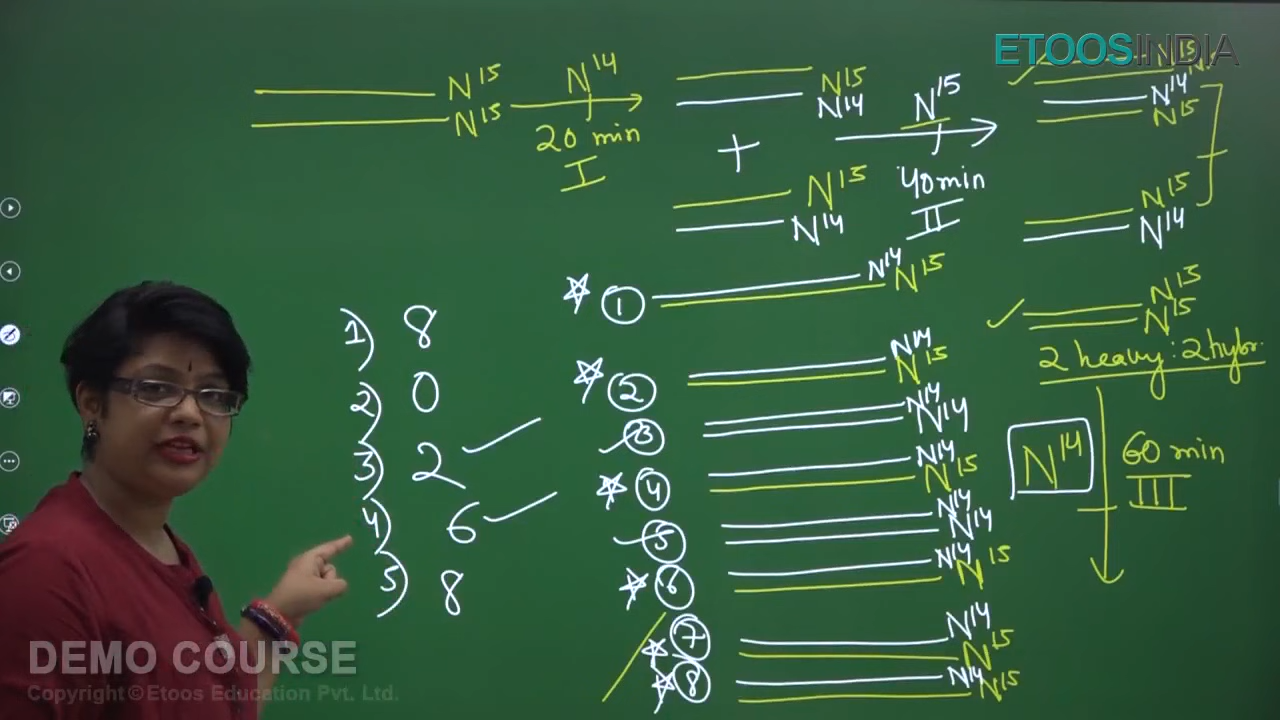 ETOOSINDIA
N15
N15
N14
20 min
I
N15
N14
+
N15
N14
N15
40 min
II
N15
N14
N15
N15
N14
N15
N15
2 heavy : 2 hybr.
N14
60 min
III
1) 8
2) 0
3) 2
4) 6
5) 8
1 N14
N15
2 N14
N15
3 N14
N14
4 N14
N15
5 N14
N14
6 N14
N15
7 N14
N15
8 N14
N15
DEMO COURSE
Copyright © Etoos Education Pvt. Ltd.